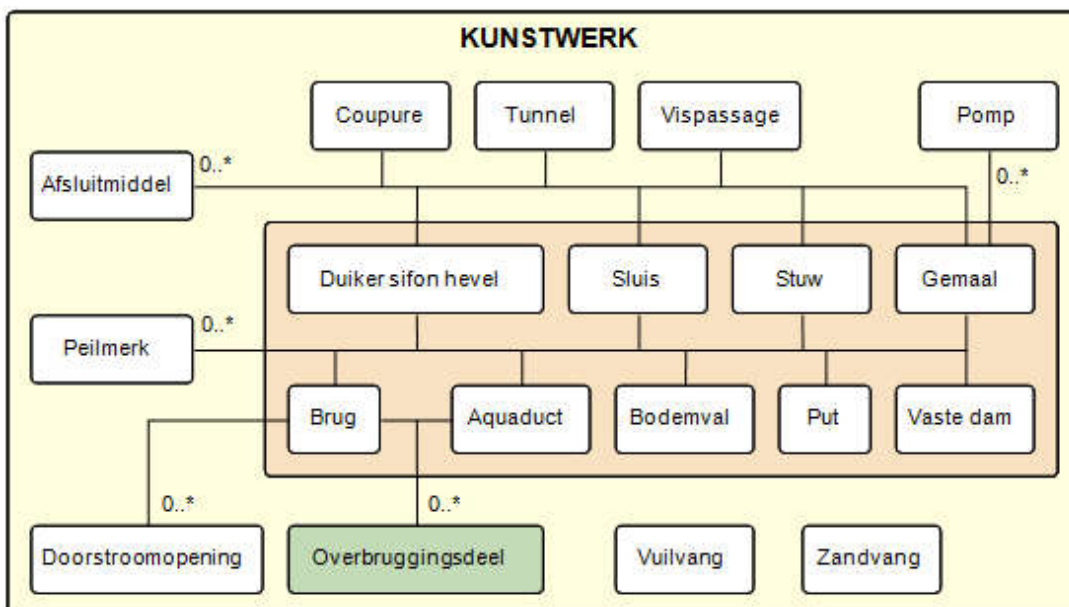 KUNSTWERK
Coupure
Tunnel
Vispassage
Pomp
0..*
Afsluitmiddel
0..*
Duiker sifon hevel
Sluis
Stuw
Gemaal
0..*
Peilmerk
Brug
Aquaduct
Bodemval
Put
Vaste dam
0..*
0..*
Doorstroomopening
Overbruggingsdeel
Vuilvang
Zandvang